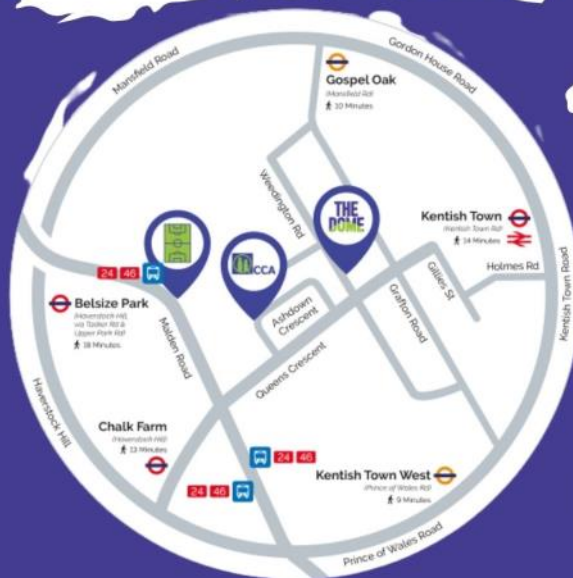 Mansfield Road
Gordon House Road
Gospel Oak
(Mansfield Rd)
10 Minutes
Weedington Rd
THE
DOME
Kentish Town
(Kentish Town Rd)
14 Minutes
CCA
24 46
Gillies St
Holmes Rd
Kentish Town Road
Belsize Park
(Haverstock Hill
via Tasker Rd &
Upper Park Rd)
18 Minutes
Ashdown
Crescent
Grafton Road
Malden Road
Queens Crescent
Haverstock Hill
Chalk Farm
(Haverstock Hill)
13 Minutes
24 46
24 46
Kentish Town West
(Prince of Wales Rd)
9 Minutes
Prince of Wales Road